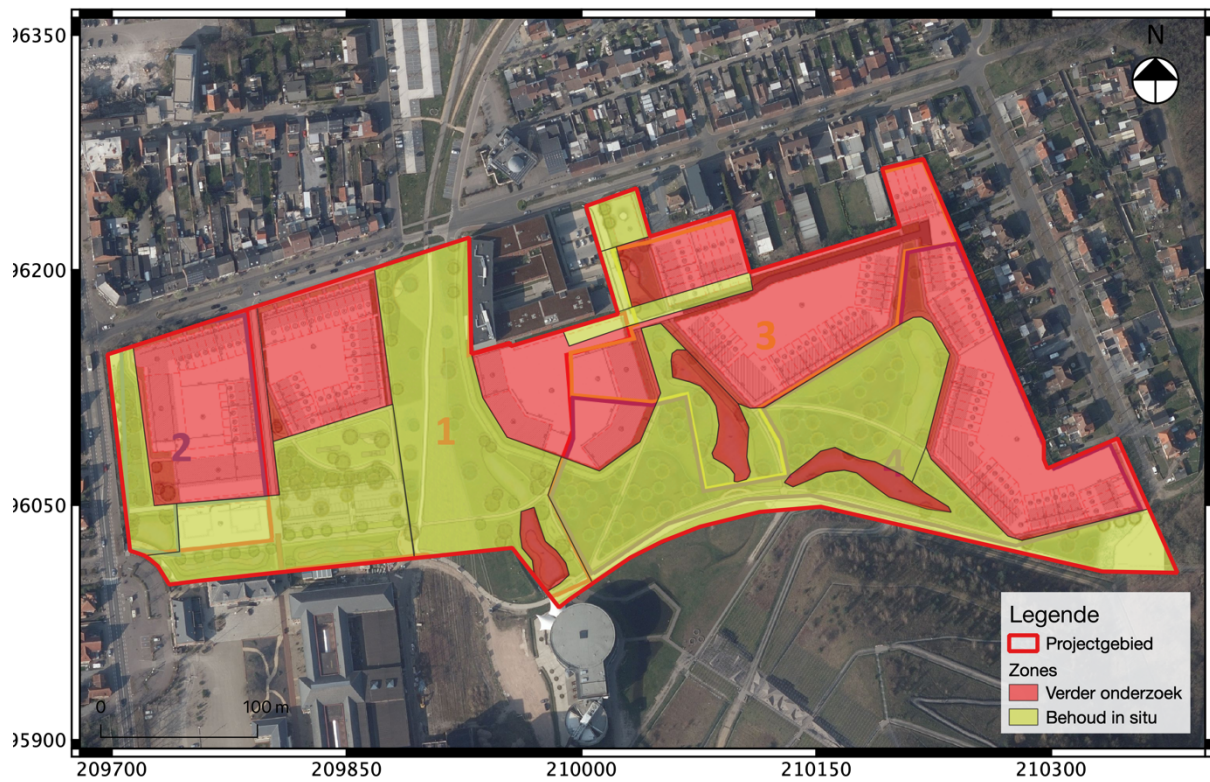 96350
N
96200
3
1
2
4
96050
Legende
Projectgebied
Zones
Verder onderzoek
Behoud in situ
0 100 m
95900
209700 209850 210000 210150 210300